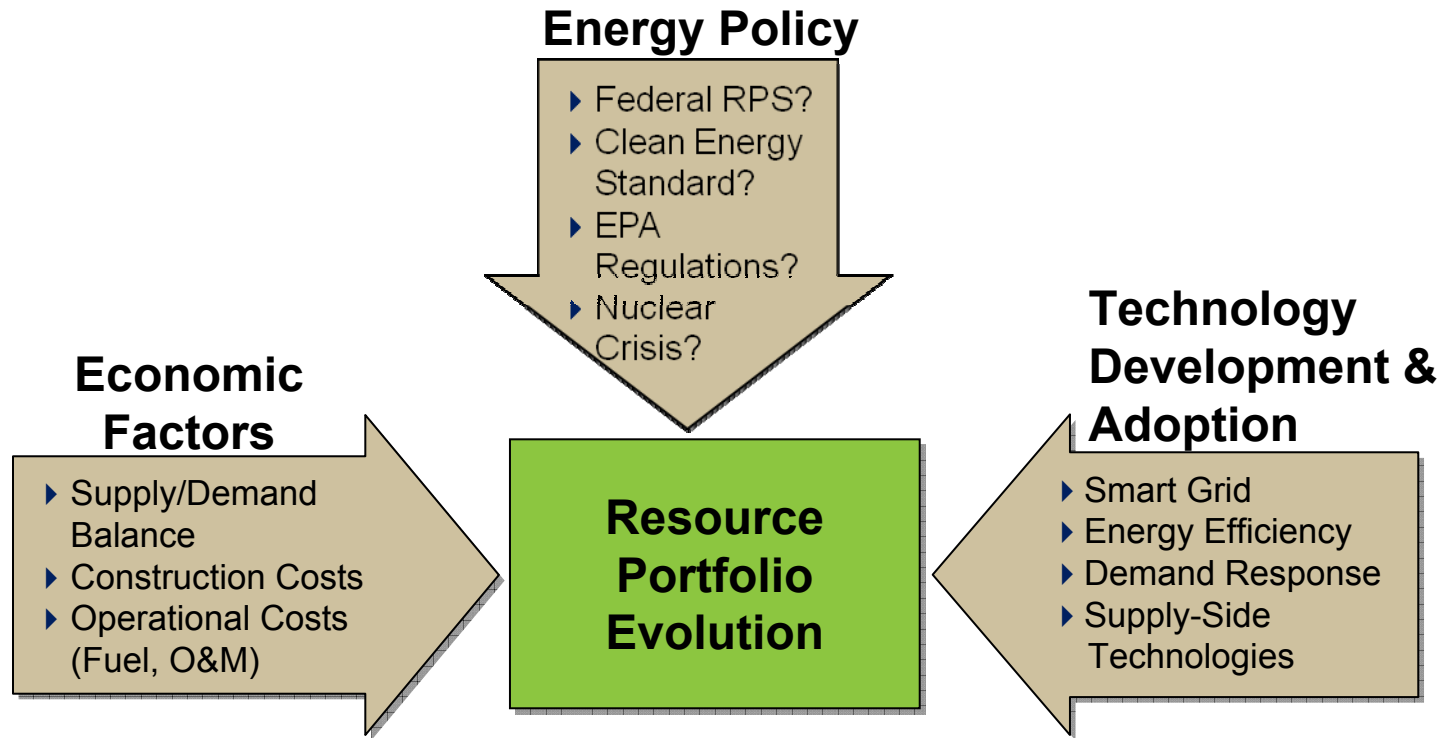 Energy Policy
Federal RPS?
Clean Energy
Standard?
EPA
Regulations?
Nuclear
Crisis?
Economic
Factors
Supply/Demand
Balance
Construction Costs
Operational Costs
(Fuel, O&M)
Resource
Portfolio
Evolution
Technology
Development &
Adoption
Smart Grid
Energy Efficiency
Demand Response
Supply-Side
Technologies